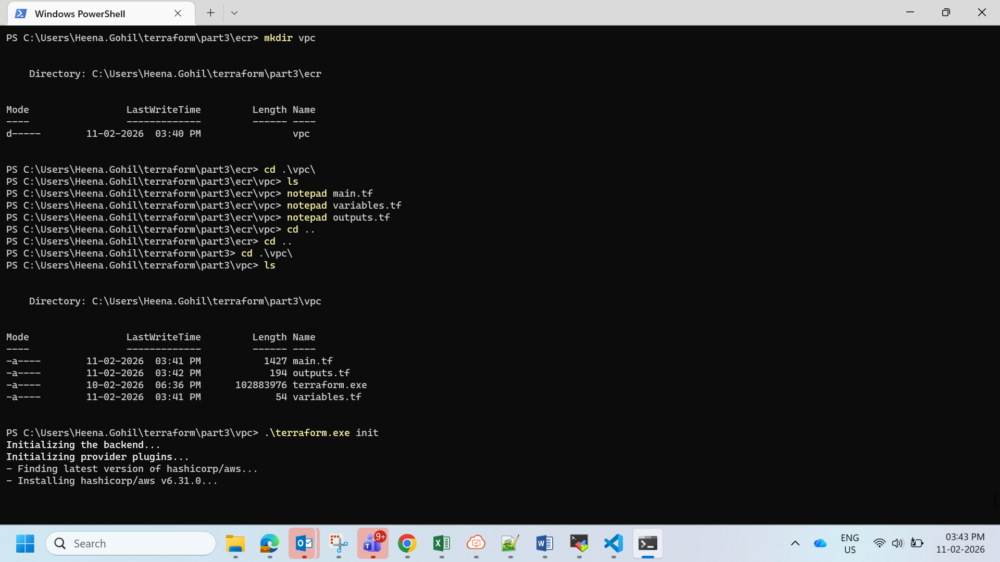 Windows PowerShell
PS C:\Users\Heena.Gohil\terraform\part3\ecr> mkdir vpc
Directory: C:\Users\Heena.Gohil\terraform\part3\ecr
Mode LastWriteTime Length Name
---- ------------- ------ ----
d----- 11-02-2026 03:40 PM vpc
PS C:\Users\Heena.Gohil\terraform\part3\ecr> cd .\vpc\
PS C:\Users\Heena.Gohil\terraform\part3\ecr\vpc> ls
PS C:\Users\Heena.Gohil\terraform\part3\ecr\vpc> notepad main.tf
PS C:\Users\Heena.Gohil\terraform\part3\ecr\vpc> notepad variables.tf
PS C:\Users\Heena.Gohil\terraform\part3\ecr\vpc> notepad outputs.tf
PS C:\Users\Heena.Gohil\terraform\part3\ecr\vpc> cd ..
PS C:\Users\Heena.Gohil\terraform\part3\ecr> cd ..
PS C:\Users\Heena.Gohil\terraform\part3> cd .\vpc\
PS C:\Users\Heena.Gohil\terraform\part3\vpc> ls
Directory: C:\Users\Heena.Gohil\terraform\part3\vpc
Mode LastWriteTime Length Name
---- ------------- ------ ----
-a---- 11-02-2026 03:41 PM 1427 main.tf
-a---- 11-02-2026 03:42 PM 194 outputs.tf
-a---- 10-02-2026 06:36 PM 102883976 terraform.exe
-a---- 11-02-2026 03:41 PM 54 variables.tf
PS C:\Users\Heena.Gohil\terraform\part3\vpc> .\terraform.exe init
Initializing the backend...
Initializing provider plugins...
- Finding latest version of hashicorp/aws...
- Installing hashicorp/aws v6.31.0...
Search
9+
ENG
US
03:43 PM
11-02-2026